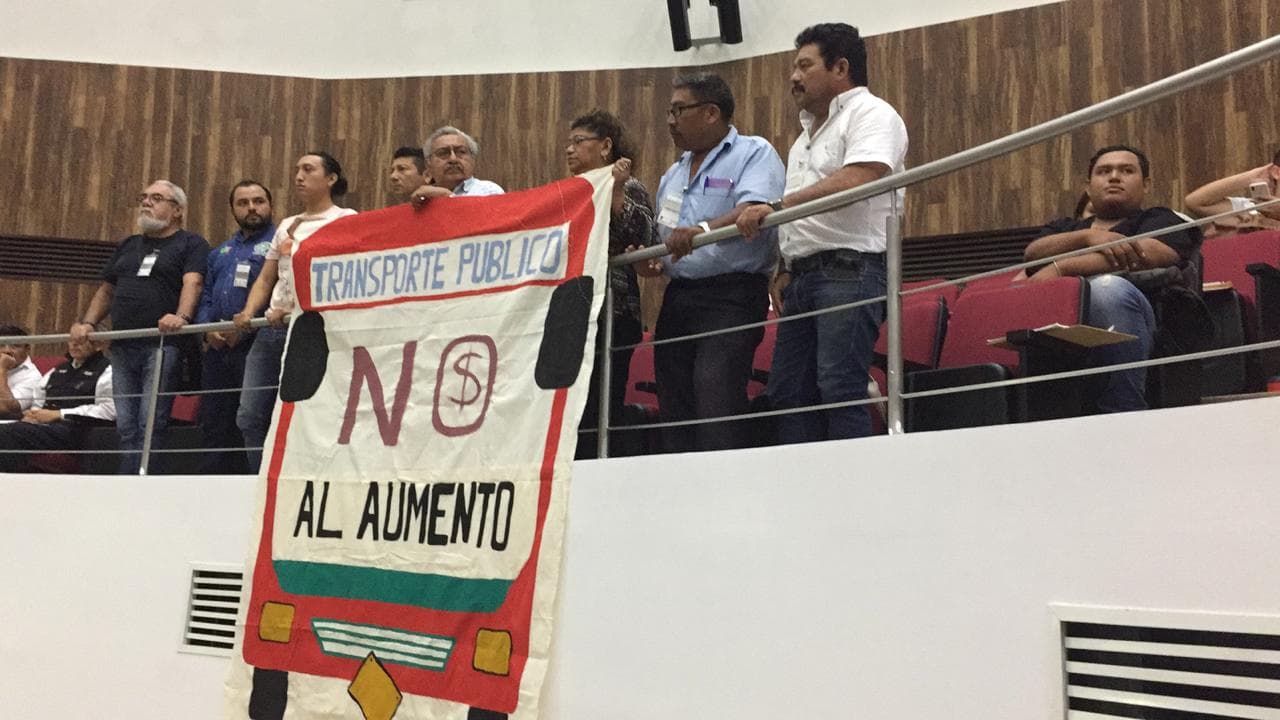 TRANSPORTE PUBLICO
NO
$
AL AUMENTO